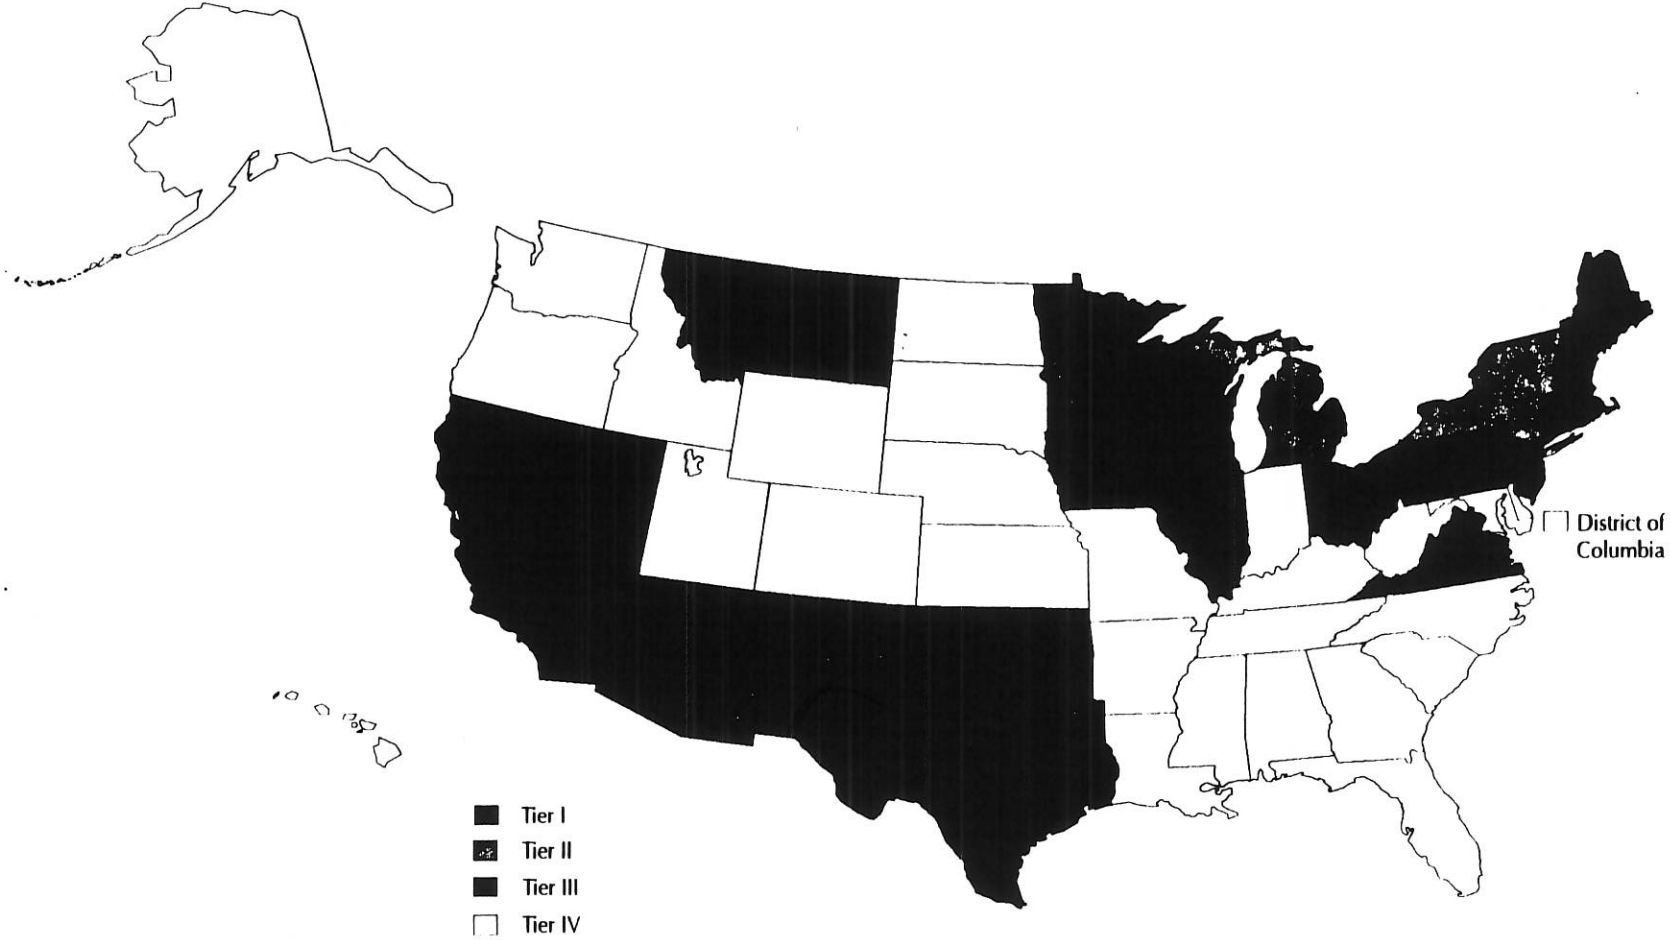 District of
Columbia
Tier I
Tier II
Tier III
Tier IV